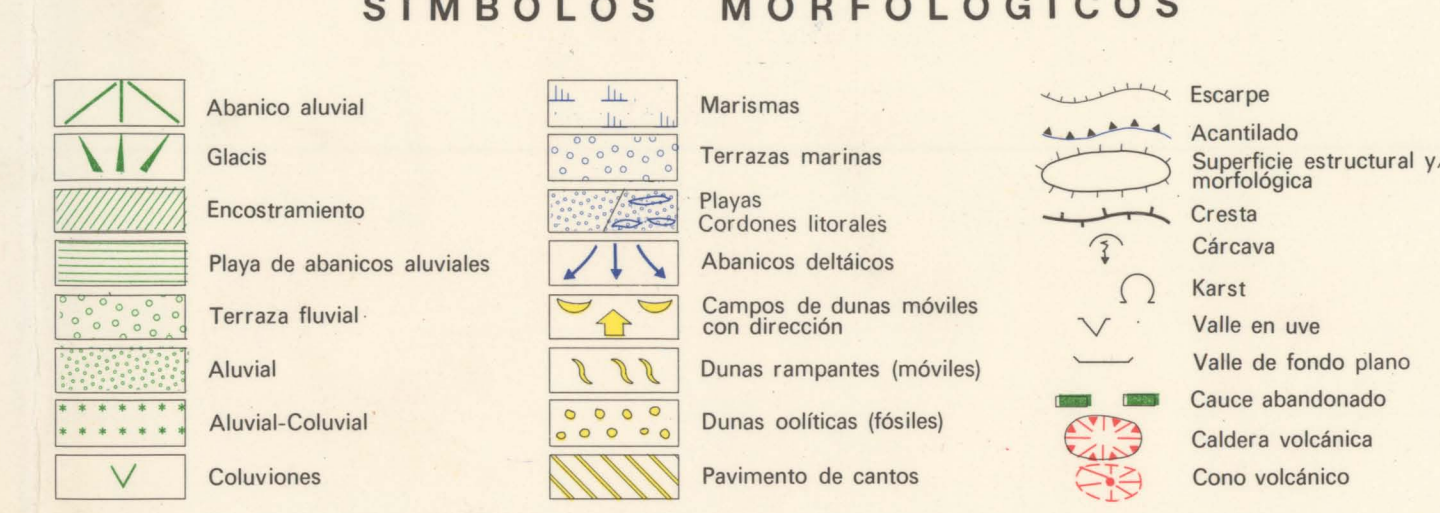 SIMBOLOS MORFOLOGICOS
Abanico aluvial
Glacis
Encostramiento
Playa de abanicos aluviales
Terraza fluvial
Aluvial
Aluvial-Coluvial
Coluviones
Marismas
Terrazas marinas
Playas
Cordones litorales
Abanicos deltáicos
Campos de dunas móviles
con dirección
Dunas rampantes (móviles)
Dunas oolíticas (fósiles)
Pavimento de cantos
Escarpe
Acantilado
Superficie estructural y/
morfológica
Cresta
Cárcava
Karst
Valle en uve
Valle de fondo plano
Cauce abandonado
Caldera volcánica
Cono volcánico